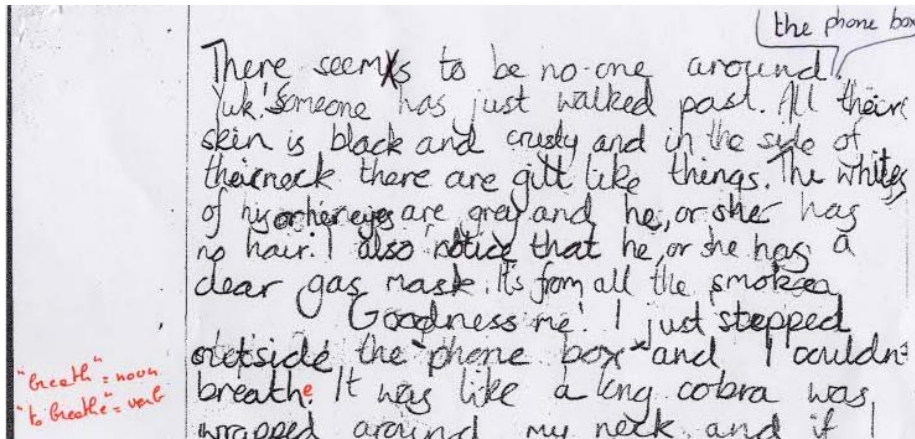 the phone box
There seems to be no-one around.
Yuk! Someone has just walked past. All their
skin is black and crusty and in the side of
their neck there are gill like things. The whites
of his or her eyes are grey and he, or she has
no hair. I also notice that he, or she has a
clear gas mask. It's from all the smoke
Goodness me! I just stepped
outside the phone box and I couldn't
"breath" = noun
breathe. It was like a king cobra was
"to breathe" = verb
wrapped around my neck and if I